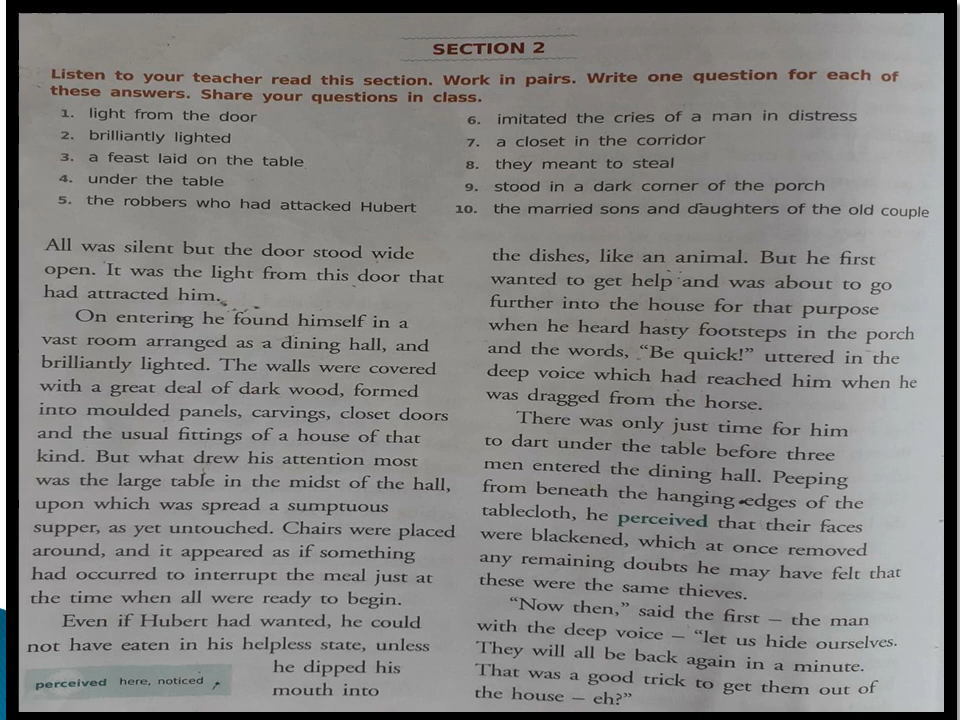 SECTION 2
Listen to your teacher read this section. Work in pairs. Write one question for each of
these answers. Share your questions in class.
1. light from the door
2. brilliantly lighted
3. a feast laid on the table
4. under the table
5. the robbers who had attacked Hubert
6. imitated the cries of a man in distress
7. a closet in the corridor
8. they meant to steal
9. stood in a dark corner of the porch
10. the married sons and daughters of the old couple
All was silent but the door stood wide
open. It was the light from this door that
had attracted him.
On entering he found himself in a
vast room arranged as a dining hall, and
brilliantly lighted. The walls were covered
with a great deal of dark wood, formed
into moulded panels, carvings, closet doors
and the usual fittings of a house of that
kind. But what drew his attention most
was the large table in the midst of the hall,
upon which was spread a sumptuous
supper, as yet untouched. Chairs were placed
around, and it appeared as if something
had occurred to interrupt the meal just at
the time when all were ready to begin.
Even if Hubert had wanted, he could
not have eaten in his helpless state, unless
he dipped his
mouth into
perceived here, noticed
the dishes, like an animal. But he first
wanted to get help and was about to go
further into the house for that purpose
when he heard hasty footsteps in the porch
and the words, “Be quick!” uttered in the
deep voice which had reached him when he
was dragged from the horse.
There was only just time for him
to dart under the table before three
men entered the dining hall. Peeping
from beneath the hanging edges of the
tablecloth, he perceived that their faces
were blackened, which at once removed
any remaining doubts he may have felt that
these were the same thieves.
“Now then,” said the first – the man
with the deep voice – “let us hide ourselves.
They will all be back again in a minute.
That was a good trick to get them out of
the house – eh?”